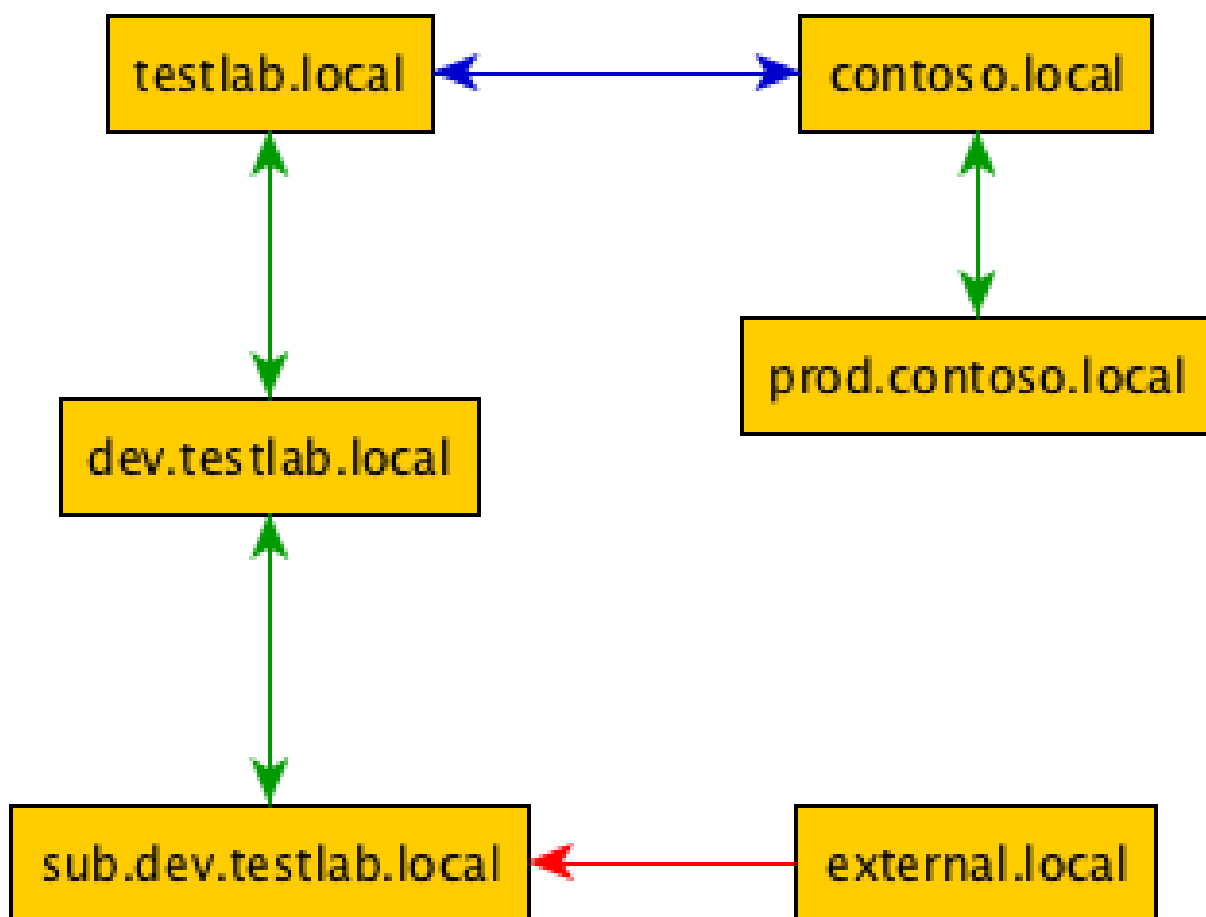 testlab.local
contoso.local
prod.contoso.local
dev.testlab.local
sub.dev.testlab.local
external.local